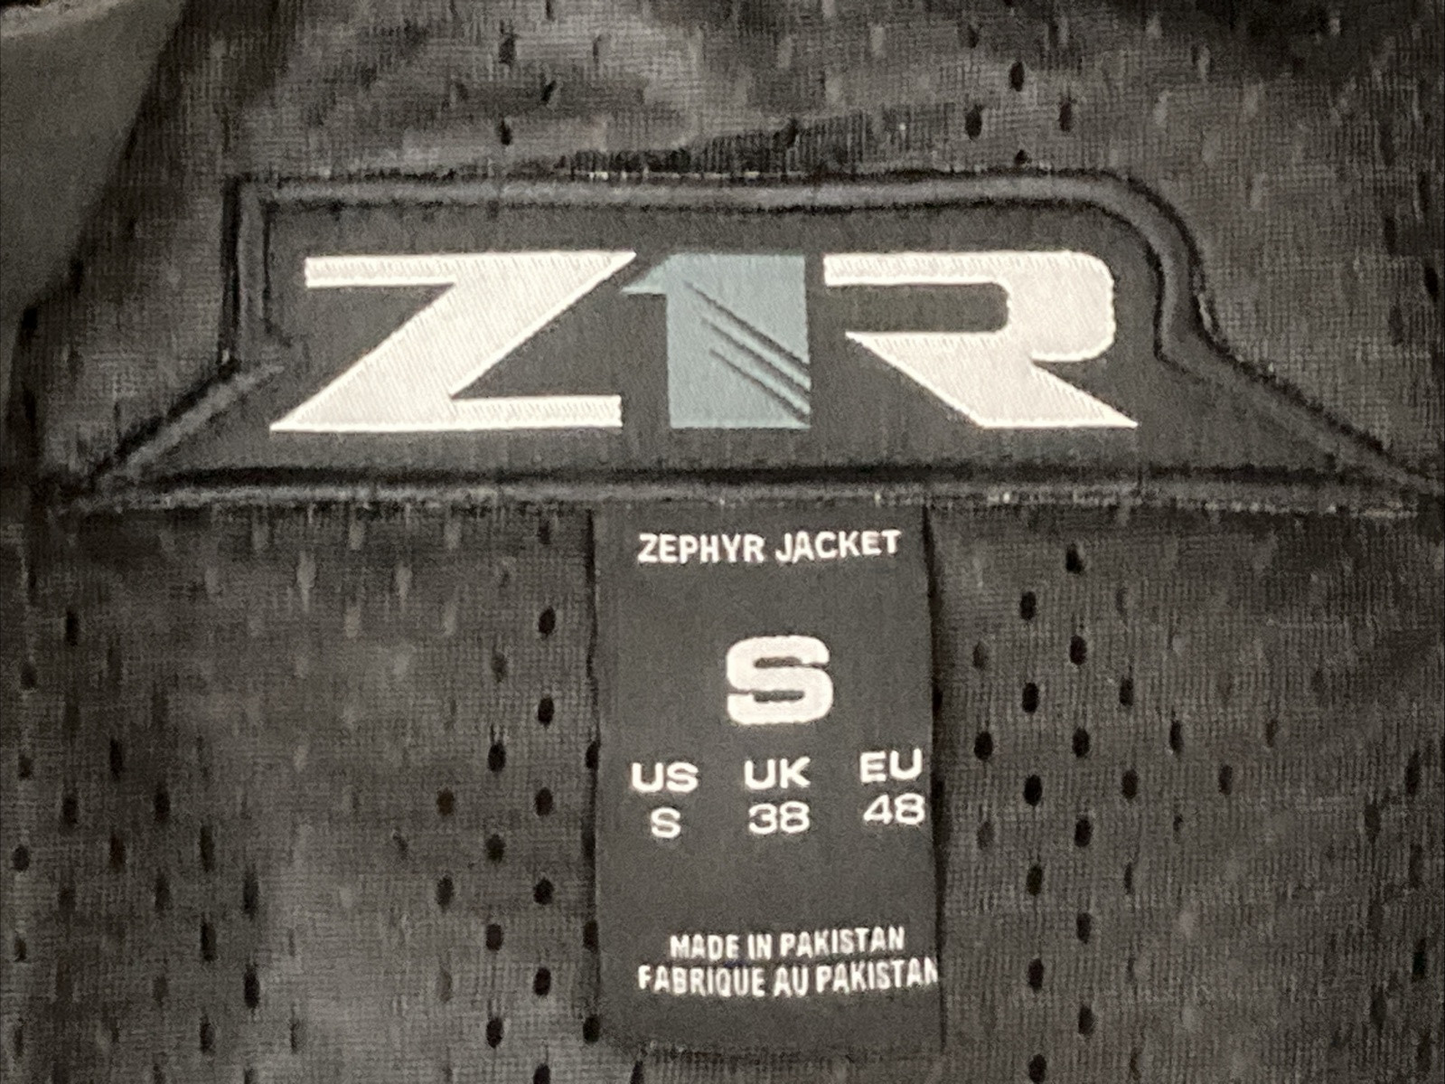 Z1R
ZEPHYR JACKET
S
US UK EU
S 38 48
MADE IN PAKISTAN
FABRIQUE AU PAKISTAN